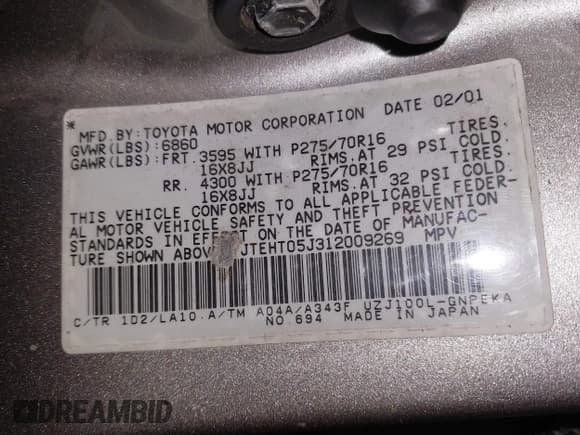 * MFD.BY:TOYOTA MOTOR CORPORATION DATE 02/01
GVWR(LBS):6860
GAWR(LBS):FRT.3595 WITH P275/70R16 TIRES.
16X8JJ RIMS.AT 29 PSI COLD.
RR. 4300 WITH P275/70R16 TIRES.
16X8JJ RIMS.AT 32 PSI COLD.
THIS VEHICLE CONFORMS TO ALL APPLICABLE FEDER-
AL MOTOR VEHICLE SAFETY AND THEFT PREVENTION
STANDARDS IN EFFECT ON THE DATE OF MANUFAC-
TURE SHOWN ABOVE. JTEHT05J312009269 MPV
C/TR 1D2/LA10 A/TM A04A/A343F UZJ100L-GNPEKA
NO.694 MADE IN JAPAN
DREAMBID